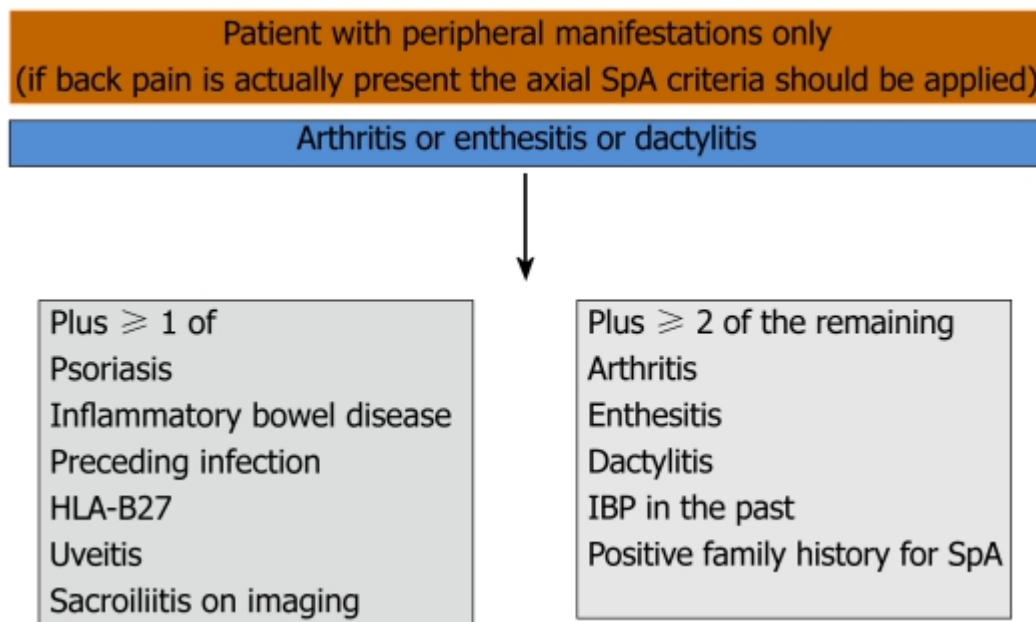 Patient with peripheral manifestations only
(if back pain is actually present the axial SpA criteria should be applied)
Arthritis or enthesitis or dactylitis
Plus ⩾ 1 of
Psoriasis
Inflammatory bowel disease
Preceding infection
HLA-B27
Uveitis
Sacroiliitis on imaging
Plus ⩾ 2 of the remaining
Arthritis
Enthesitis
Dactylitis
IBP in the past
Positive family history for SpA